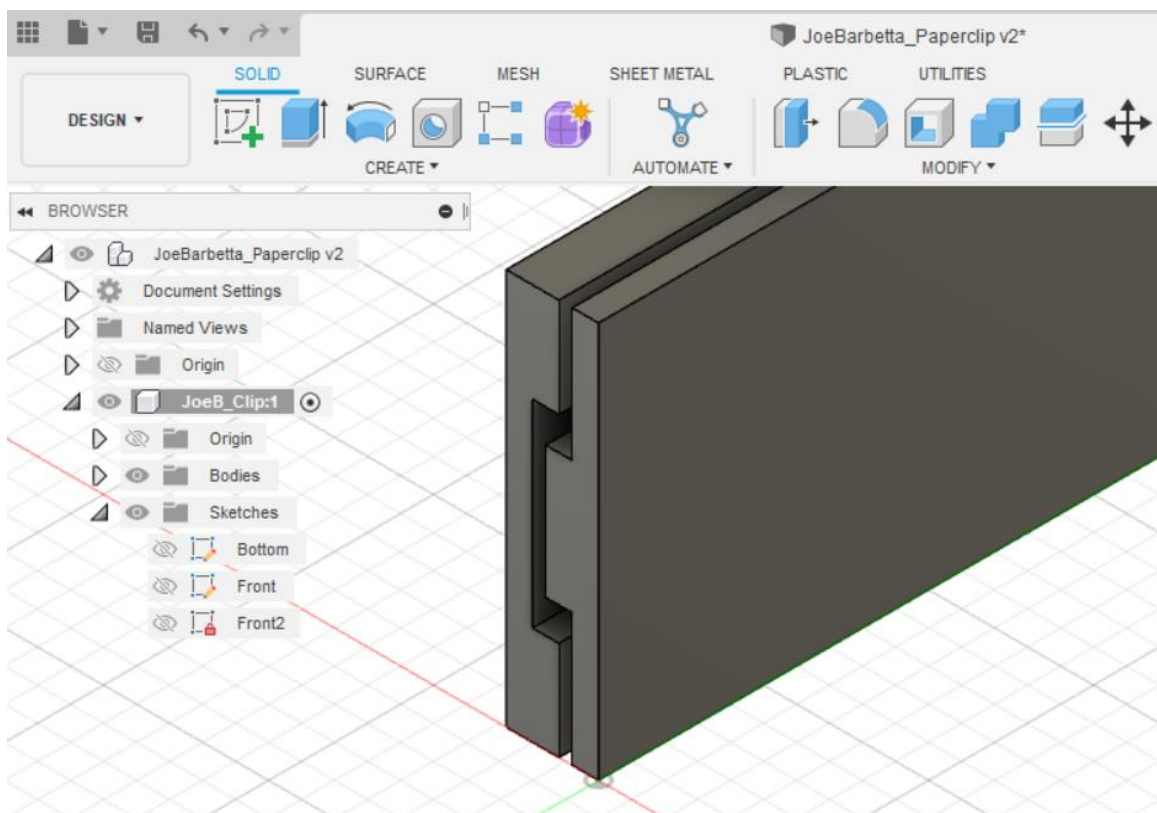 JoeBarbetta_Paperclip v2*
SOLID SURFACE MESH SHEET METAL PLASTIC UTILITIES
DESIGN
CREATE AUTOMATE MODIFY
BROWSER
JoeBarbetta_Paperclip v2
Document Settings
Named Views
Origin
JoeB_Clip:1
Origin
Bodies
Sketches
Bottom
Front
Front2